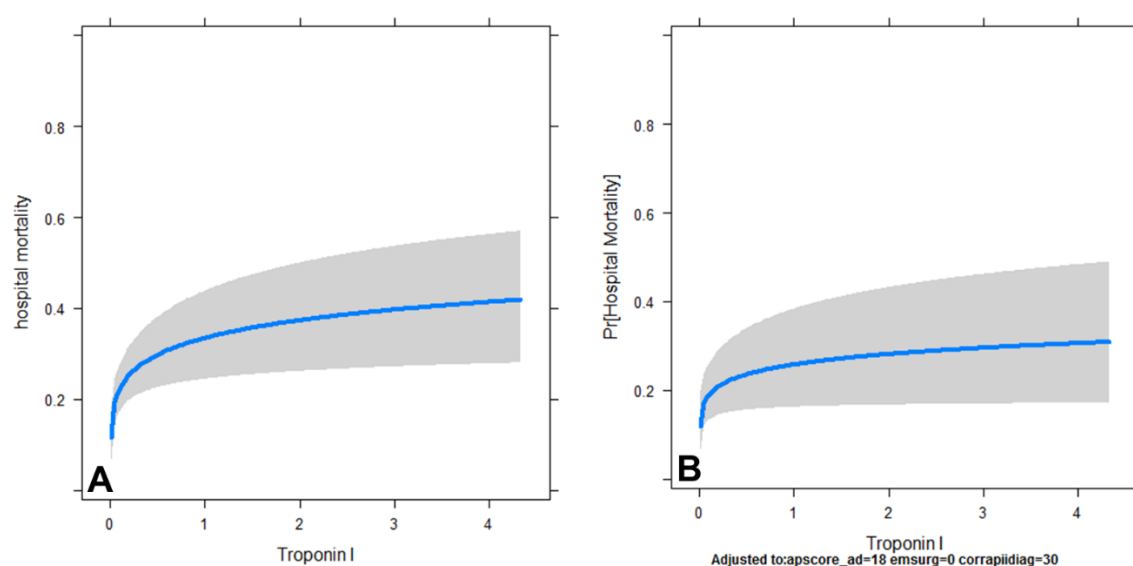 hospital mortality
0.8
0.6
0.4
0.2
A
0 1 2 3 4
Troponin I
Pr[Hospital Mortality]
0.8
0.6
0.4
0.2
B
0 1 2 3 4
Troponin I
Adjusted to:apscore_ad=18 emsurg=0 corrapiidiag=30